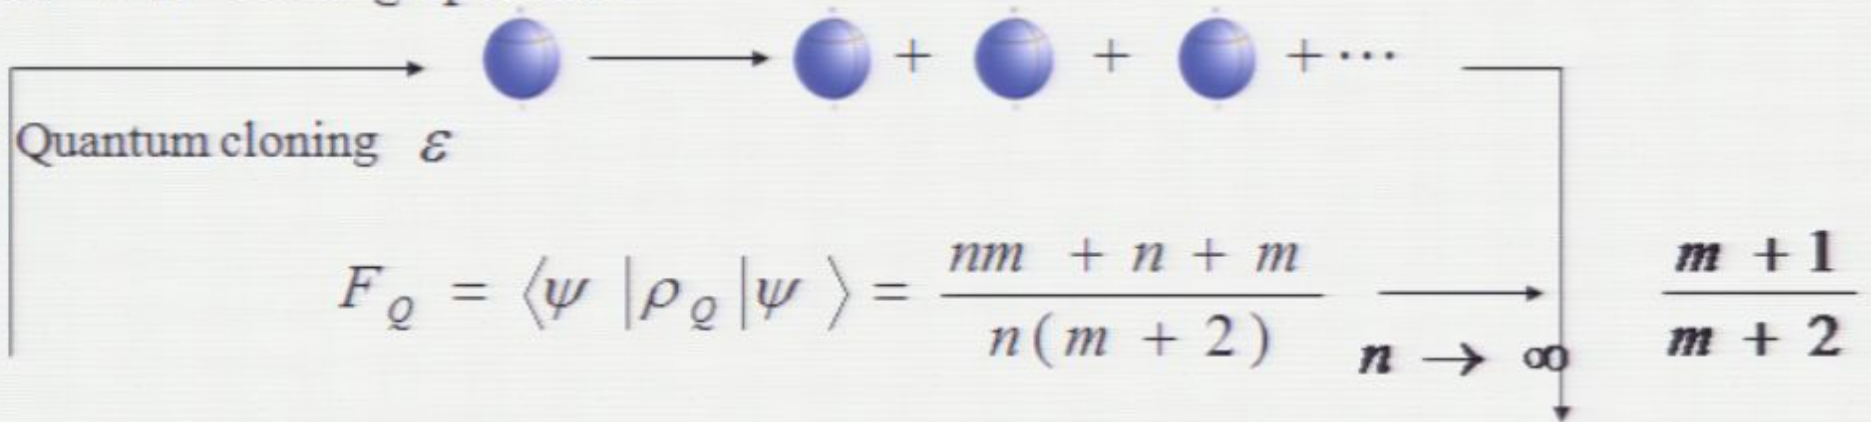 + + + ⋯
Quantum cloning ε
F_Q = ⟨ψ |ρ_Q|ψ ⟩ = (nm + n + m) / (n(m + 2)) → (m + 1) / (m + 2)
n → ∞